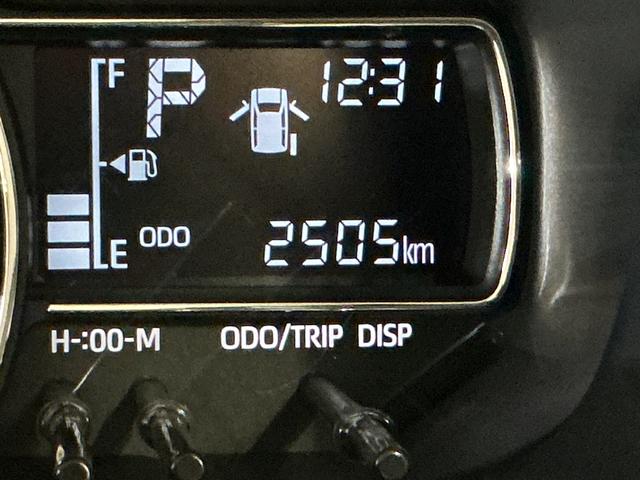 F P 12:31
E ODO 2505km
H-:00-M ODO/TRIP DISP